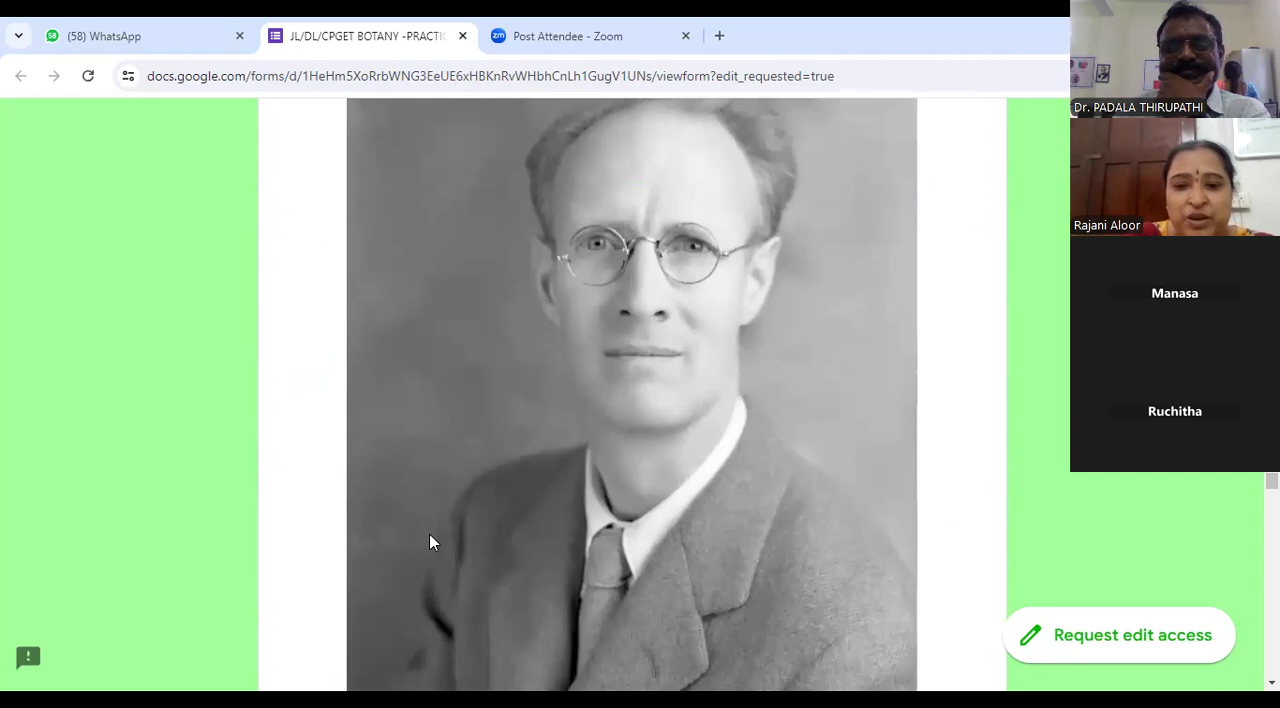 (58) WhatsApp
JL/DL/CPGET BOTANY -PRACTIC
Post Attendee - Zoom
docs.google.com/forms/d/1HeHm5XoRGWNG3EeUE6xHBKnRvWHbhCnLh1GugV1UNs/viewform?edit_requested=true
Dr. PADALA THIRUPATHI
Rajani Aloor
Manasa
Ruchitha
Request edit access